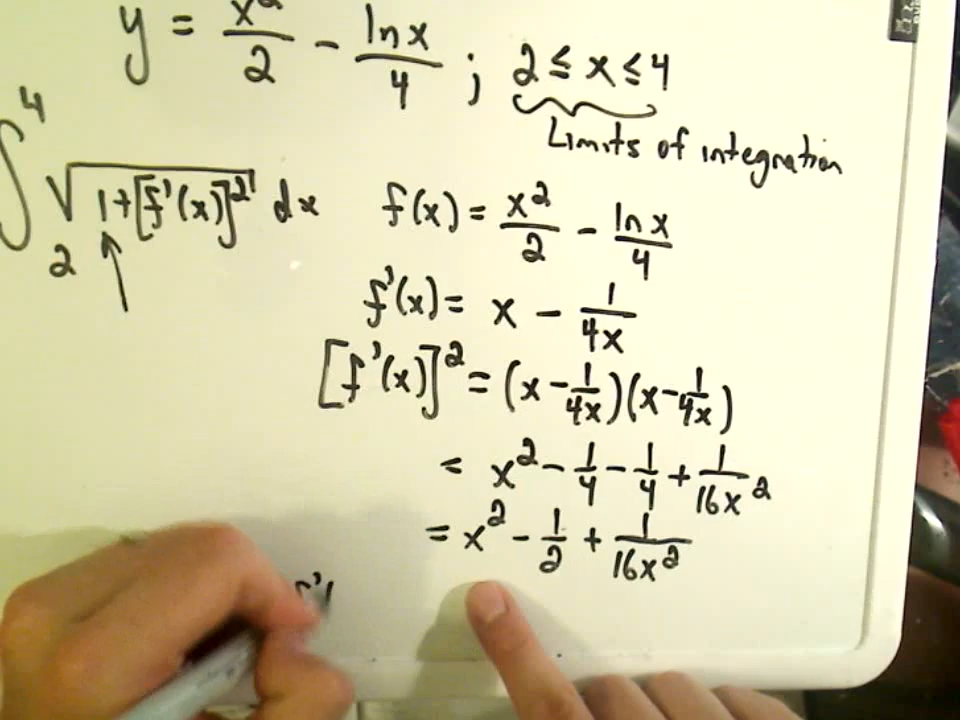 y = x²/2 - ln x/4 ; 2 ≤ x ≤ 4
Limits of integration
∫₂⁴ √(1+[f'(x)]²) dx
f(x) = x²/2 - ln x/4
f'(x) = x - 1/4x
[f'(x)]² = (x - 1/4x)(x - 1/4x)
= x² - 1/4 - 1/4 + 1/16x²
= x² - 1/2 + 1/16x²